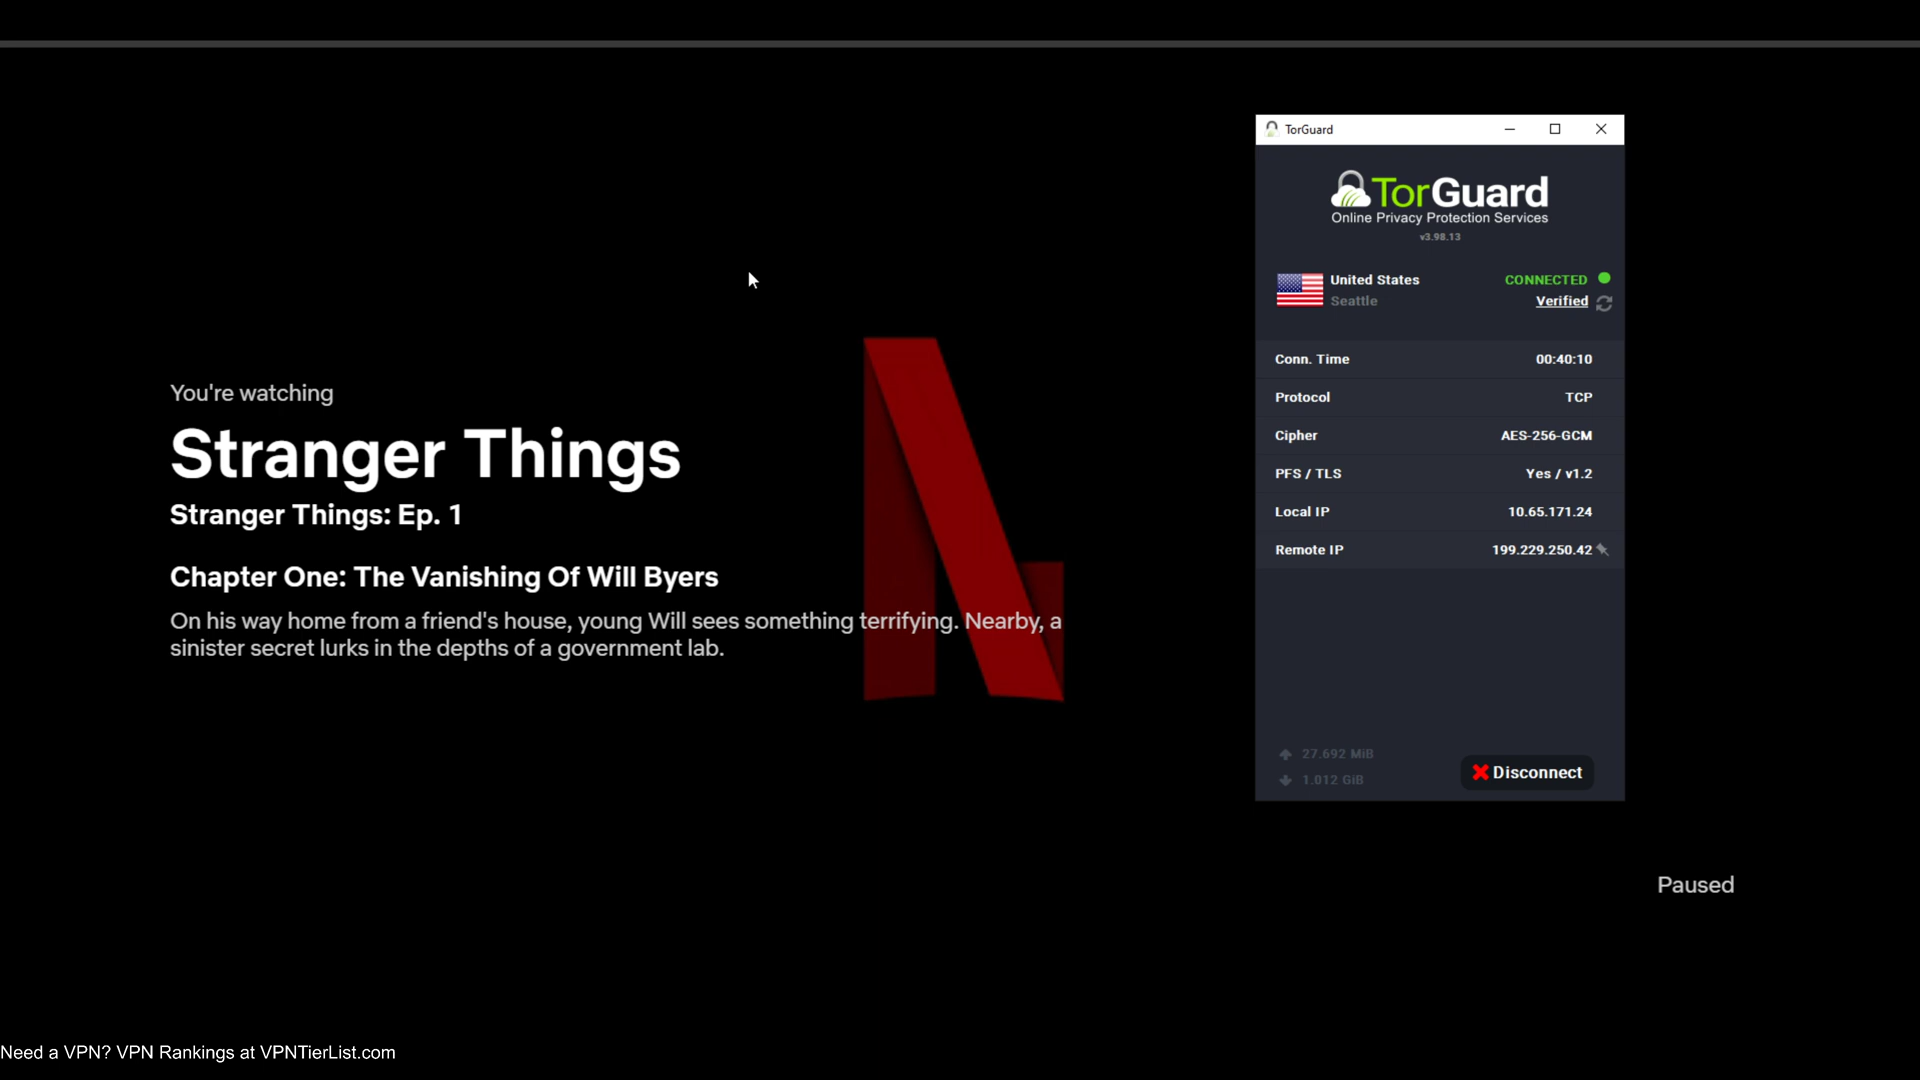 You're watching
Stranger Things
Stranger Things: Ep. 1
Chapter One: The Vanishing Of Will Byers
On his way home from a friend's house, young Will sees something terrifying. Nearby, a
sinister secret lurks in the depths of a government lab.
TorGuard
TorGuard
Online Privacy Protection Services
v3.98.13
United States CONNECTED
Seattle Verified
Conn. Time 00:40:10
Protocol TCP
Cipher AES-256-GCM
PFS / TLS Yes / v1.2
Local IP 10.65.171.24
Remote IP 199.229.250.42
27.692 MiB
1.012 GiB
Disconnect
Paused
Need a VPN? VPN Rankings at VPNTierList.com